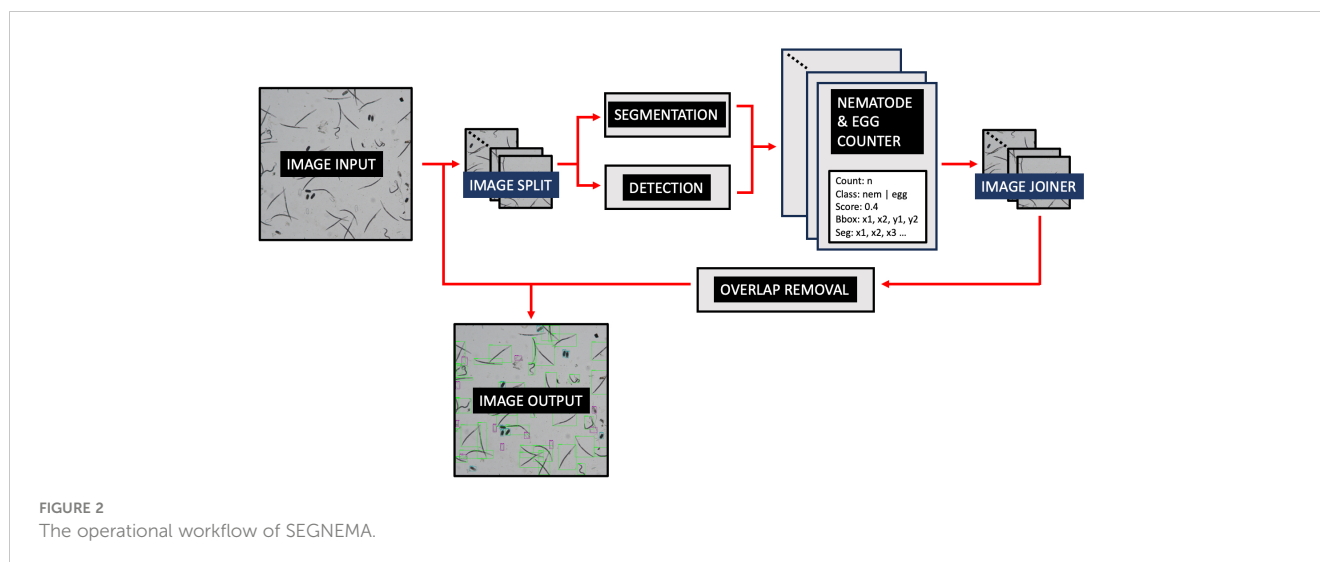 IMAGE INPUT
IMAGE SPLIT
SEGMENTATION
DETECTION
NEMATODE
& EGG
COUNTER
Count: n
Class: nem | egg
Score: 0.4
Bbox: x1, x2, y1, y2
Seg: x1, x2, x3 ...
IMAGE JOINER
OVERLAP REMOVAL
IMAGE OUTPUT
FIGURE 2
The operational workflow of SEGNEMA.